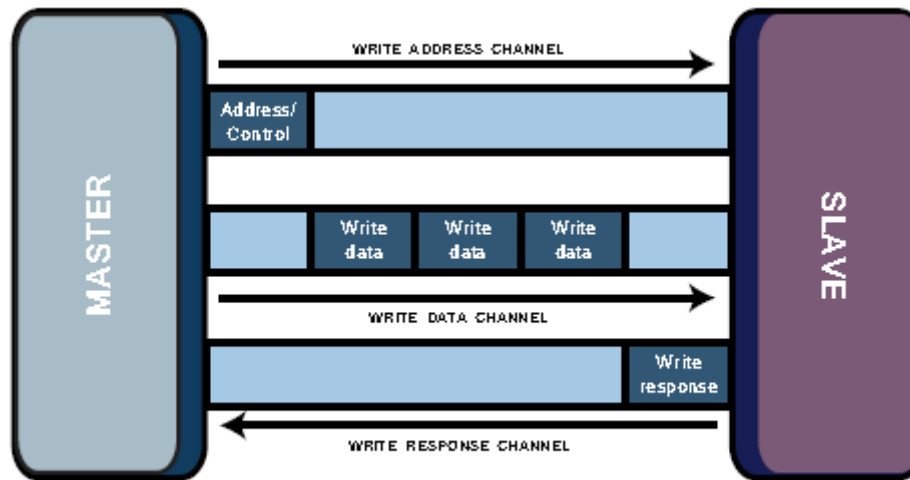 WRITE ADDRESS CHANNEL
Address/
Control
MASTER
SLAVE
Write
data
Write
data
Write
data
WRITE DATA CHANNEL
Write
response
WRITE RESPONSE CHANNEL